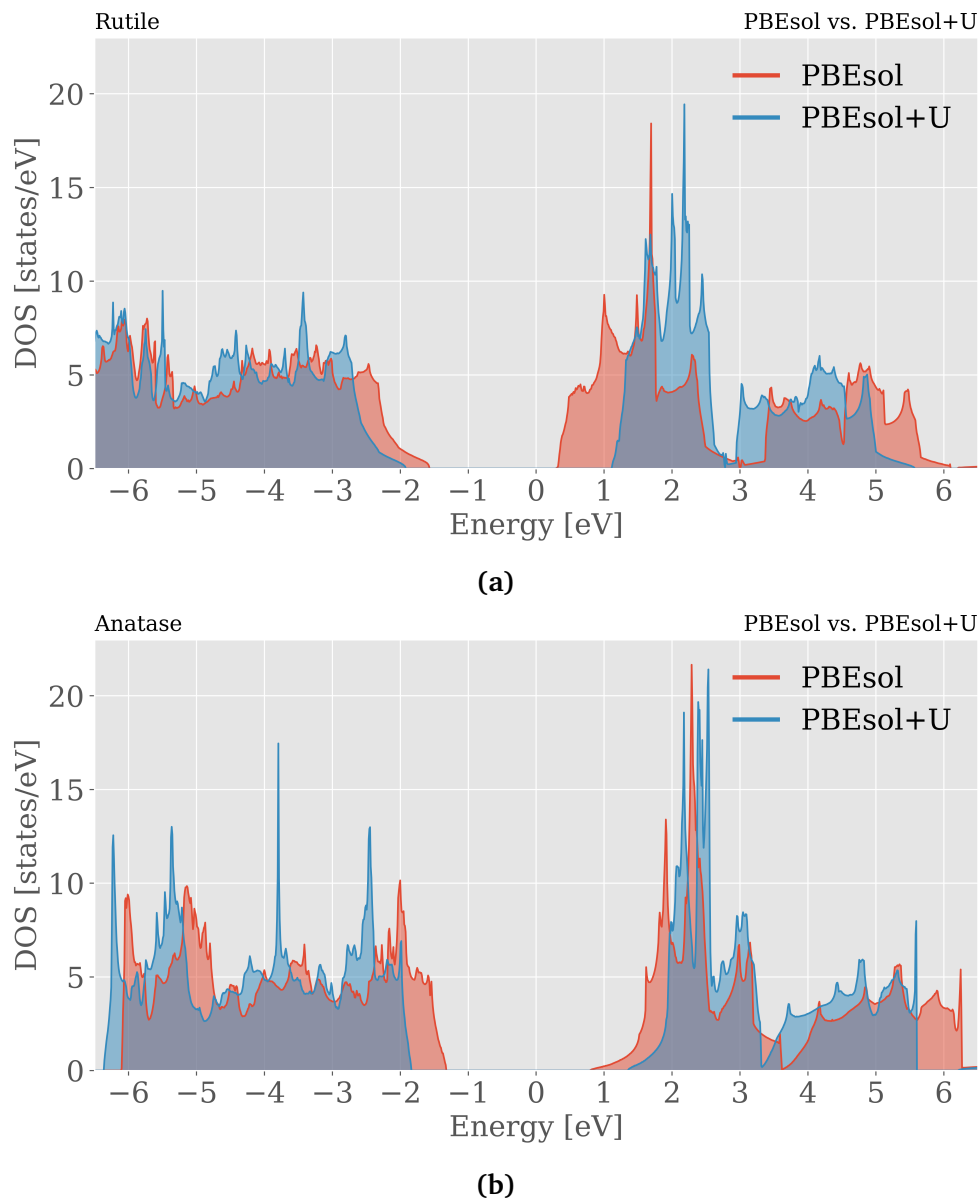 Rutile PBEsol vs. PBEsol+U
PBEsol
PBEsol+U
DOS [states/eV]
20
15
10
5
0
−6 −5 −4 −3 −2 −1 0 1 2 3 4 5 6
Energy [eV]
(a)
Anatase PBEsol vs. PBEsol+U
PBEsol
PBEsol+U
DOS [states/eV]
20
15
10
5
0
−6 −5 −4 −3 −2 −1 0 1 2 3 4 5 6
Energy [eV]
(b)